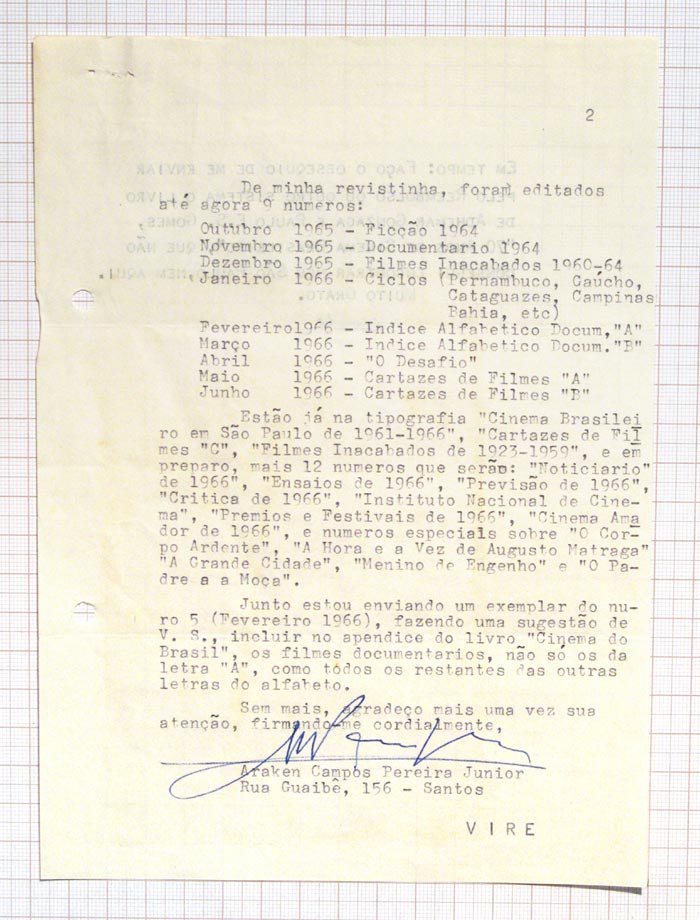 2
De minha revistinha, foram editados
até agora 9 numeros:
Outubro 1965 - Ficção 1964
Novembro 1965 - Documentario 1964
Dezembro 1965 - Filmes Inacabados 1960-64
Janeiro 1966 - Ciclos (Pernambuco, Gaúcho,
Cataguazes, Campinas
Bahia, etc)
Fevereiro1966 - Indice Alfabetico Docum,"A"
Março 1966 - Indice Alfabetico Docum."B"
Abril 1966 - "O Desafio"
Maio 1966 - Cartazes de Filmes "A"
Junho 1966 - Cartazes de Filmes "B"
Estão já na tipografia "Cinema Brasilei
ro em São Paulo de 1961-1966", "Cartazes de Fil
mes "C", "Filmes Inacabados de 1923-1959", e em
preparo, mais 12 numeros que serão: "Noticiario"
de 1966", "Ensaios de 1966", "Previsão de 1966",
"Critica de 1966", "Instituto Nacional de Cine-
ma", "Premios e Festivais de 1966", "Cinema Ama
dor de 1966", e numeros especials sobre "O Cor-
po Ardente", "A Hora e a Vez de Augusto Matraga"
"A Grande Cidade", "Menino de Engenho" e "O Pa-
dre a a Moça".
Junto estou enviando um exemplar do nu-
ro 5 (Fevereiro 1966), fazendo uma sugestão de
V. S., incluir no apendice do livro "Cinema do
Brasil", os filmes documentarios, não só os da
letra "A", como tôdos os restantes das outras
letras do alfabeto.
Sem mais, agradeço mais uma vez sua
atenção, firmando-me cordialmente,
Araken Campos Pereira Junior
Rua Guaibê, 156 - Santos
VIRE